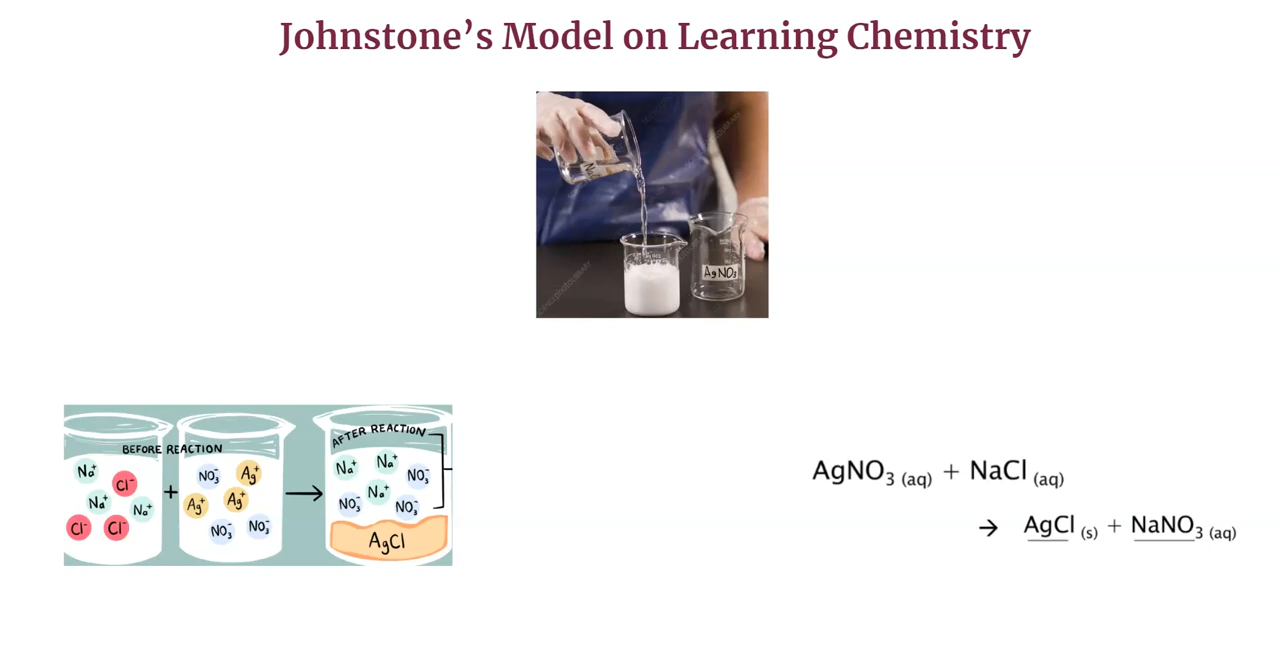 Johnstone's Model on Learning Chemistry
AgNO₃
BEFORE REACTION
AFTER REACTION
Na⁺
Cl⁻
Na⁺
Na⁺
Cl⁻
Cl⁻
+
NO₃⁻
Ag⁺
Ag⁺
Ag⁺
NO₃⁻
NO₃⁻
→
Na⁺
Na⁺
NO₃⁻
Na⁺
NO₃⁻
NO₃⁻
AgCl
AgNO₃ (aq) + NaCl (aq)
→ AgCl (s) + NaNO₃ (aq)